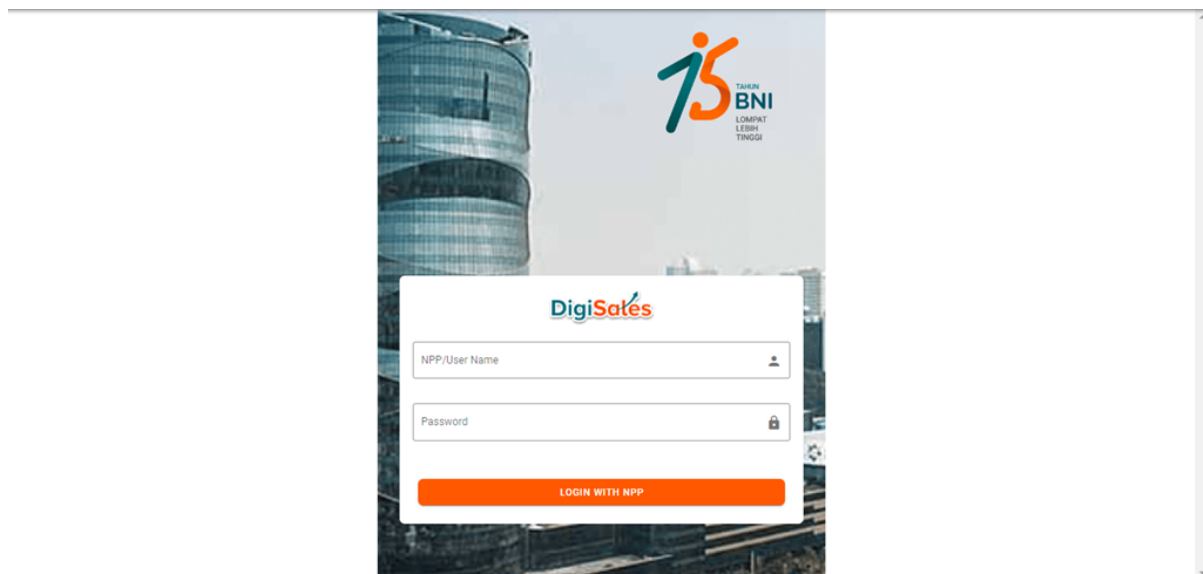 75
TAHUN
BNI
LOMPAT
LEBIH
TINGGI
DigiSales
NPP/User Name
Password
LOGIN WITH NPP